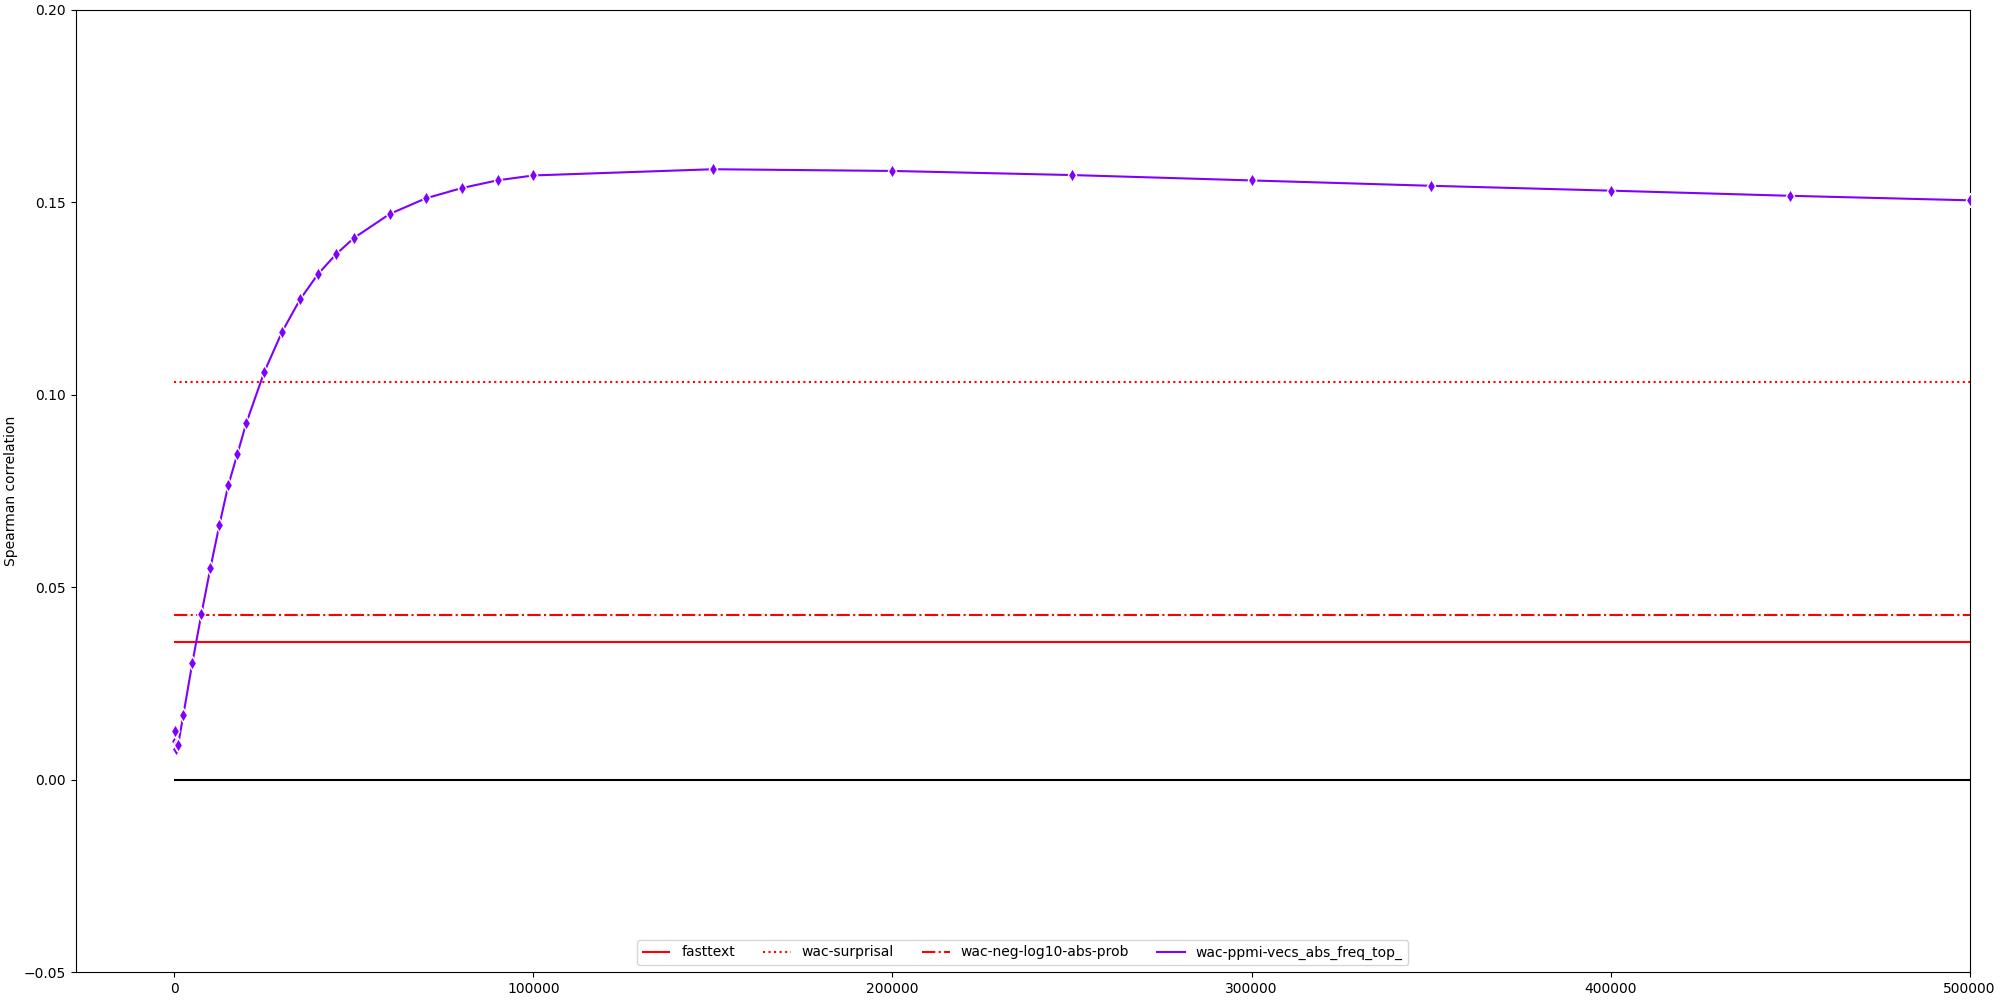 0.20
0.15
0.10
0.05
0.00
−0.05
Spearman correlation
0 100000 200000 300000 400000 500000
fasttext wac-surprisal wac-neg-log10-abs-prob wac-ppmi-vecs_abs_freq_top_